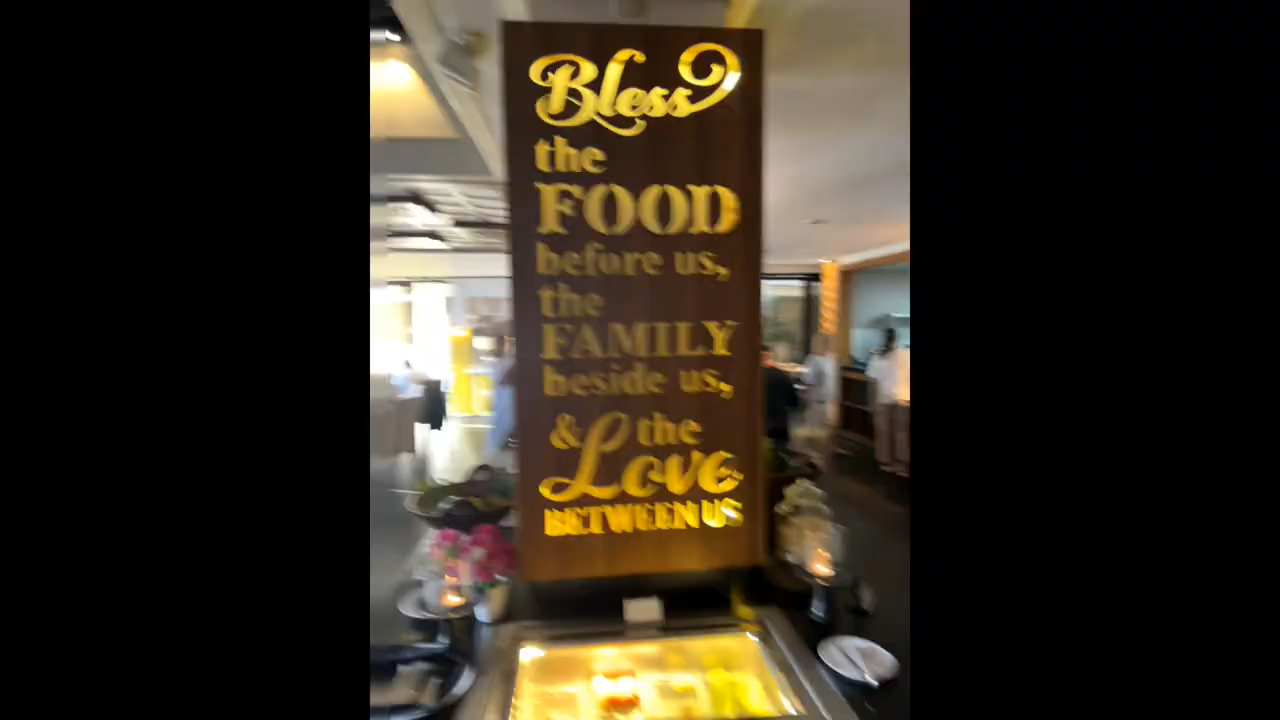 Bless
the
FOOD
before us,
the
FAMILY
beside us,
& the
Love
BETWEEN US